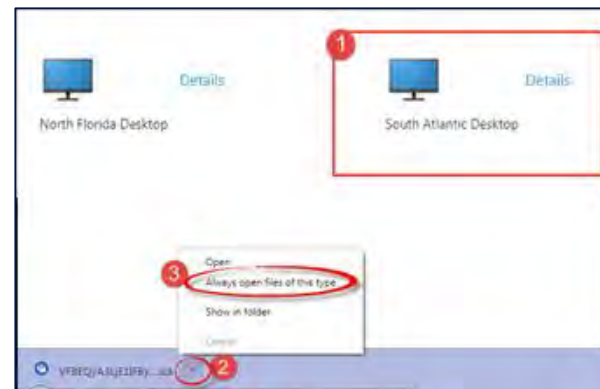 1
Details
Details
North Florida Desktop
South Atlantic Desktop
Open
3
Always open files of this type
Show in folder
Cancel
2